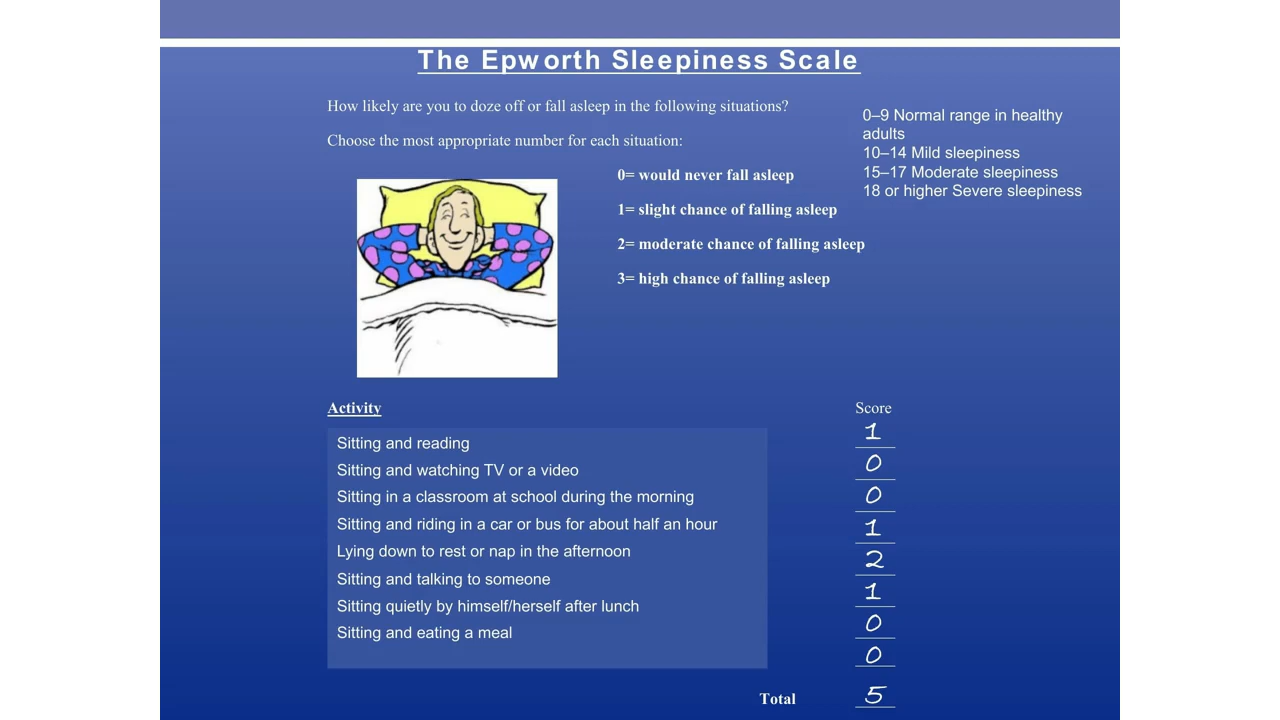 The Epworth Sleepiness Scale
How likely are you to doze off or fall asleep in the following situations?
Choose the most appropriate number for each situation:
0= would never fall asleep
1= slight chance of falling asleep
2= moderate chance of falling asleep
3= high chance of falling asleep
0–9 Normal range in healthy
adults
10–14 Mild sleepiness
15–17 Moderate sleepiness
18 or higher Severe sleepiness
Activity Score
Sitting and reading 1
Sitting and watching TV or a video 0
Sitting in a classroom at school during the morning 0
Sitting and riding in a car or bus for about half an hour 1
Lying down to rest or nap in the afternoon 2
Sitting and talking to someone 1
Sitting quietly by himself/herself after lunch 0
Sitting and eating a meal 0
Total 5